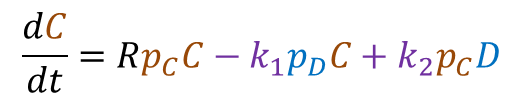 dC/dt = Rp_C C − k_1 p_D C + k_2 p_C D